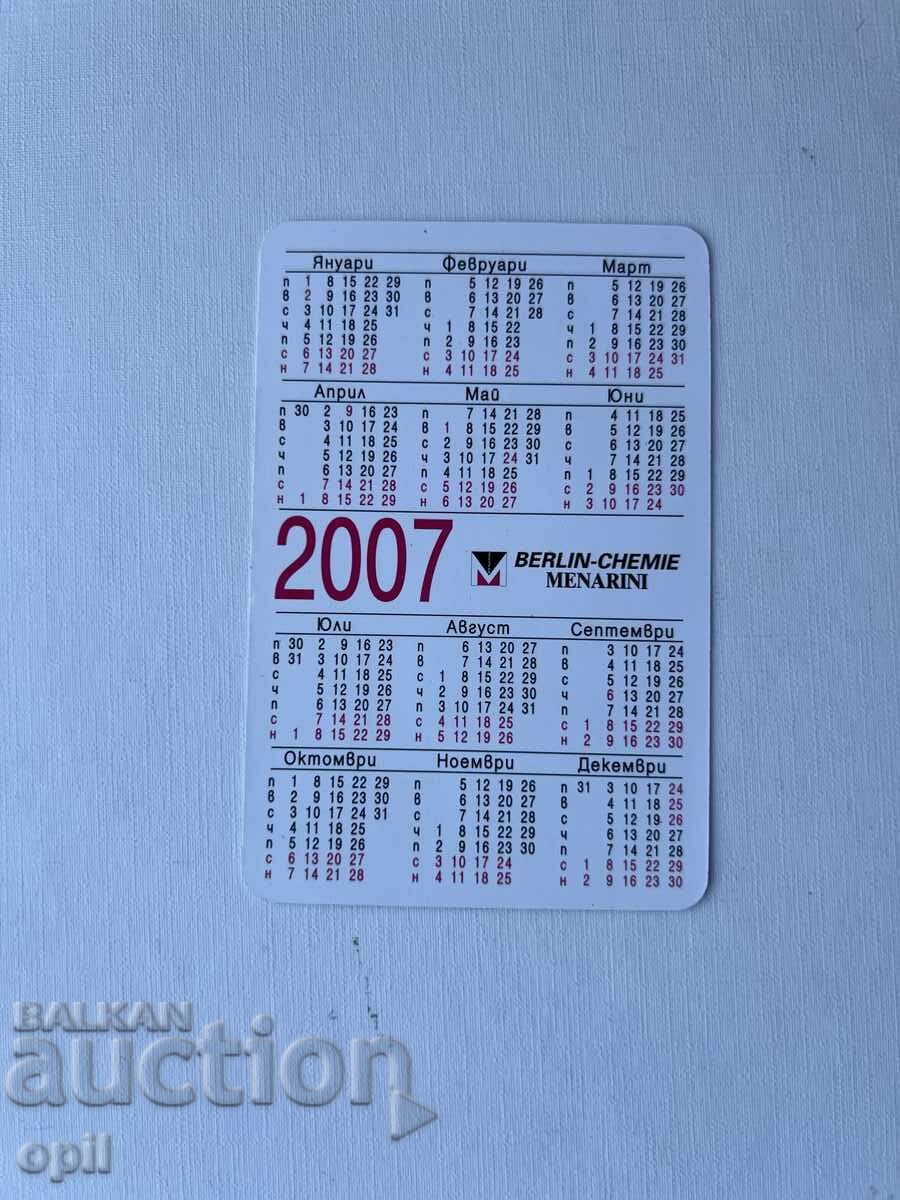 Януари Февруари Март
п 1 8 15 22 29 п 5 12 19 26 п 5 12 19 26
в 2 9 16 23 30 в 6 13 20 27 в 6 13 20 27
с 3 10 17 24 31 с 7 14 21 28 с 7 14 21 28
ч 4 11 18 25 ч 1 8 15 22 ч 1 8 15 22 29
п 5 12 19 26 п 2 9 16 23 п 2 9 16 23 30
с 6 13 20 27 с 3 10 17 24 с 3 10 17 24 31
н 7 14 21 28 н 4 11 18 25 н 4 11 18 25
Април Май Юни
п 30 2 9 16 23 п 7 14 21 28 п 4 11 18 25
в 3 10 17 24 в 1 8 15 22 29 в 5 12 19 26
с 4 11 18 25 с 2 9 16 23 30 с 6 13 20 27
ч 5 12 19 26 ч 3 10 17 24 31 ч 7 14 21 28
п 6 13 20 27 п 4 11 18 25 п 1 8 15 22 29
с 7 14 21 28 с 5 12 19 26 с 2 9 16 23 30
н 1 8 15 22 29 н 6 13 20 27 н 3 10 17 24
2007 BERLIN-CHEMIE
MENARINI
Юли Август Септември
п 30 2 9 16 23 п 6 13 20 27 п 3 10 17 24
в 31 3 10 17 24 в 7 14 21 28 в 4 11 18 25
с 4 11 18 25 с 1 8 15 22 29 с 5 12 19 26
ч 5 12 19 26 ч 2 9 16 23 30 ч 6 13 20 27
п 6 13 20 27 п 3 10 17 24 31 п 7 14 21 28
с 7 14 21 28 с 4 11 18 25 с 1 8 15 22 29
н 1 8 15 22 29 н 5 12 19 26 н 2 9 16 23 30
Октомври Ноември Декември
п 1 8 15 22 29 п 5 12 19 26 п 31 3 10 17 24
в 2 9 16 23 30 в 6 13 20 27 в 4 11 18 25
с 3 10 17 24 31 с 7 14 21 28 с 5 12 19 26
ч 4 11 18 25 ч 1 8 15 22 29 ч 6 13 20 27
п 5 12 19 26 п 2 9 16 23 30 п 7 14 21 28
с 6 13 20 27 с 3 10 17 24 с 1 8 15 22 29
н 7 14 21 28 н 4 11 18 25 н 2 9 16 23 30
BALKAN
auction
opil